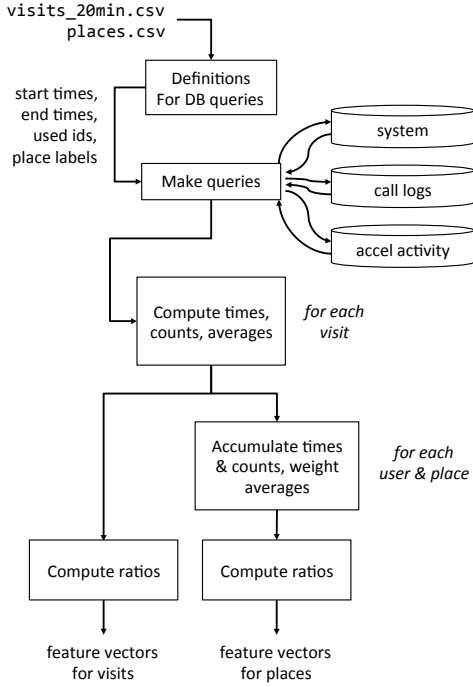 visits_20min.csv
places.csv
Definitions
For DB queries
start times,
end times,
used ids,
place labels
system
Make queries
call logs
accel activity
Compute times,
counts, averages
for each
visit
Accumulate times
& counts, weight
averages
for each
user & place
Compute ratios
Compute ratios
feature vectors
for visits
feature vectors
for places